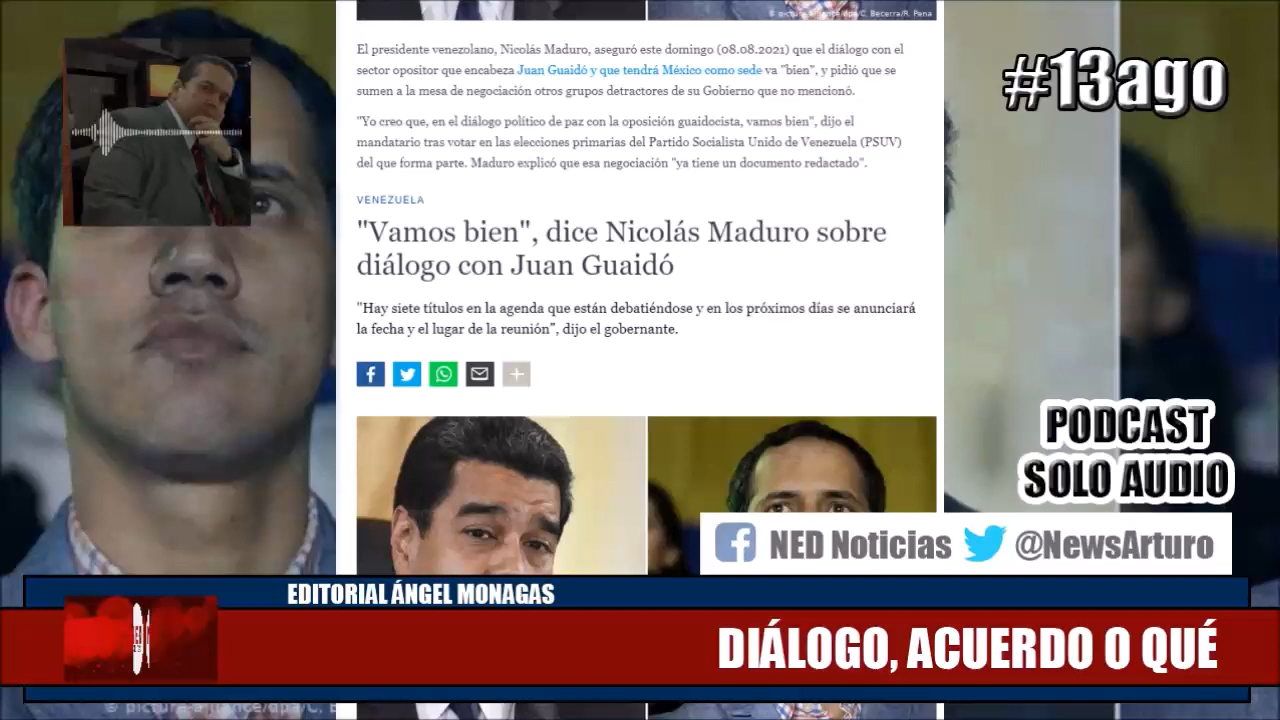 © picture-alliance/dpa/C. Becerra/R. Pena
El presidente venezolano, Nicolás Maduro, aseguró este domingo (08.08.2021) que el diálogo con el
sector opositor que encabeza Juan Guaidó y que tendrá México como sede va "bien", y pidió que se
sumen a la mesa de negociación otros grupos detractores de su Gobierno que no mencionó.
"Yo creo que, en el diálogo político de paz con la oposición guaidocista, vamos bien", dijo el
mandatario tras votar en las elecciones primarias del Partido Socialista Unido de Venezuela (PSUV)
del que forma parte. Maduro explicó que esa negociación "ya tiene un documento redactado".
VENEZUELA
"Vamos bien", dice Nicolás Maduro sobre
diálogo con Juan Guaidó
"Hay siete títulos en la agenda que están debatiéndose y en los próximos días se anunciará
la fecha y el lugar de la reunión”, dijo el gobernante.
#13ago
PODCAST
SOLO AUDIO
NED Noticias @NewsArturo
EDITORIAL ÁNGEL MONAGAS
DIÁLOGO, ACUERDO O QUÉ